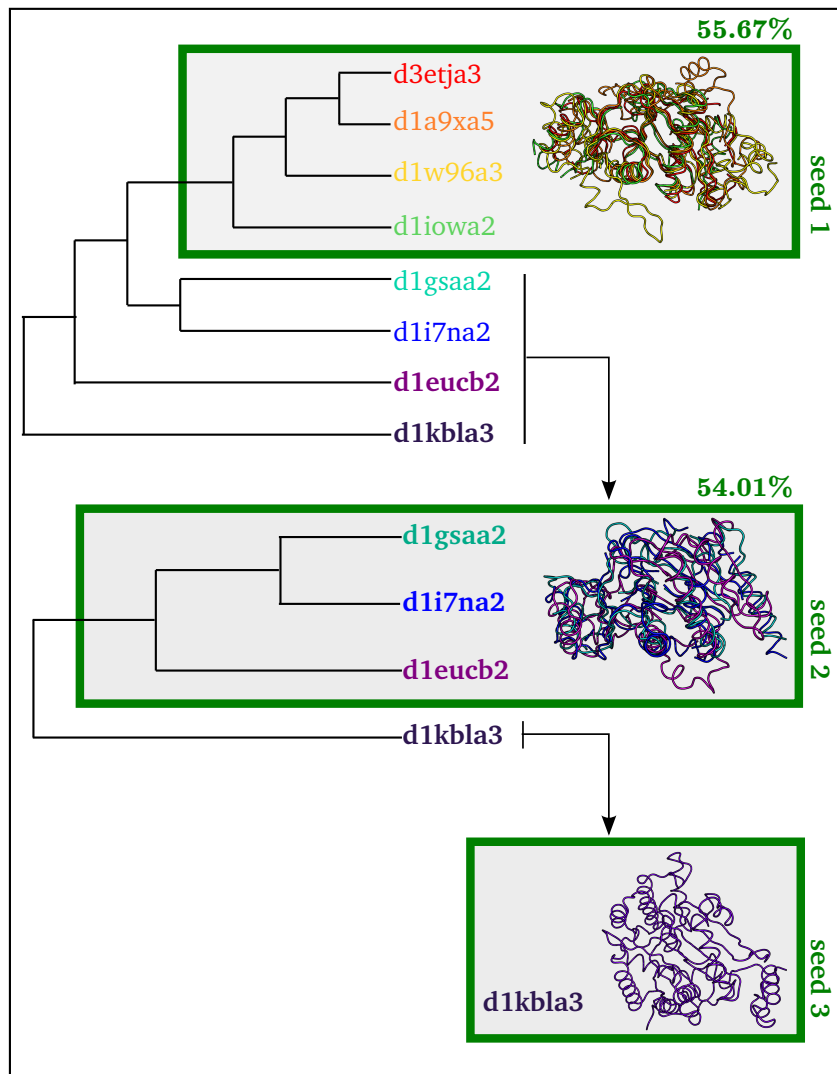 55.67%
d3etja3
d1a9xa5
d1w96a3
d1iowa2
seed 1
d1gsaa2
d1i7na2
d1eucb2
d1kbla3
54.01%
d1gsaa2
d1i7na2
d1eucb2
seed 2
d1kbla3
d1kbla3
seed 3